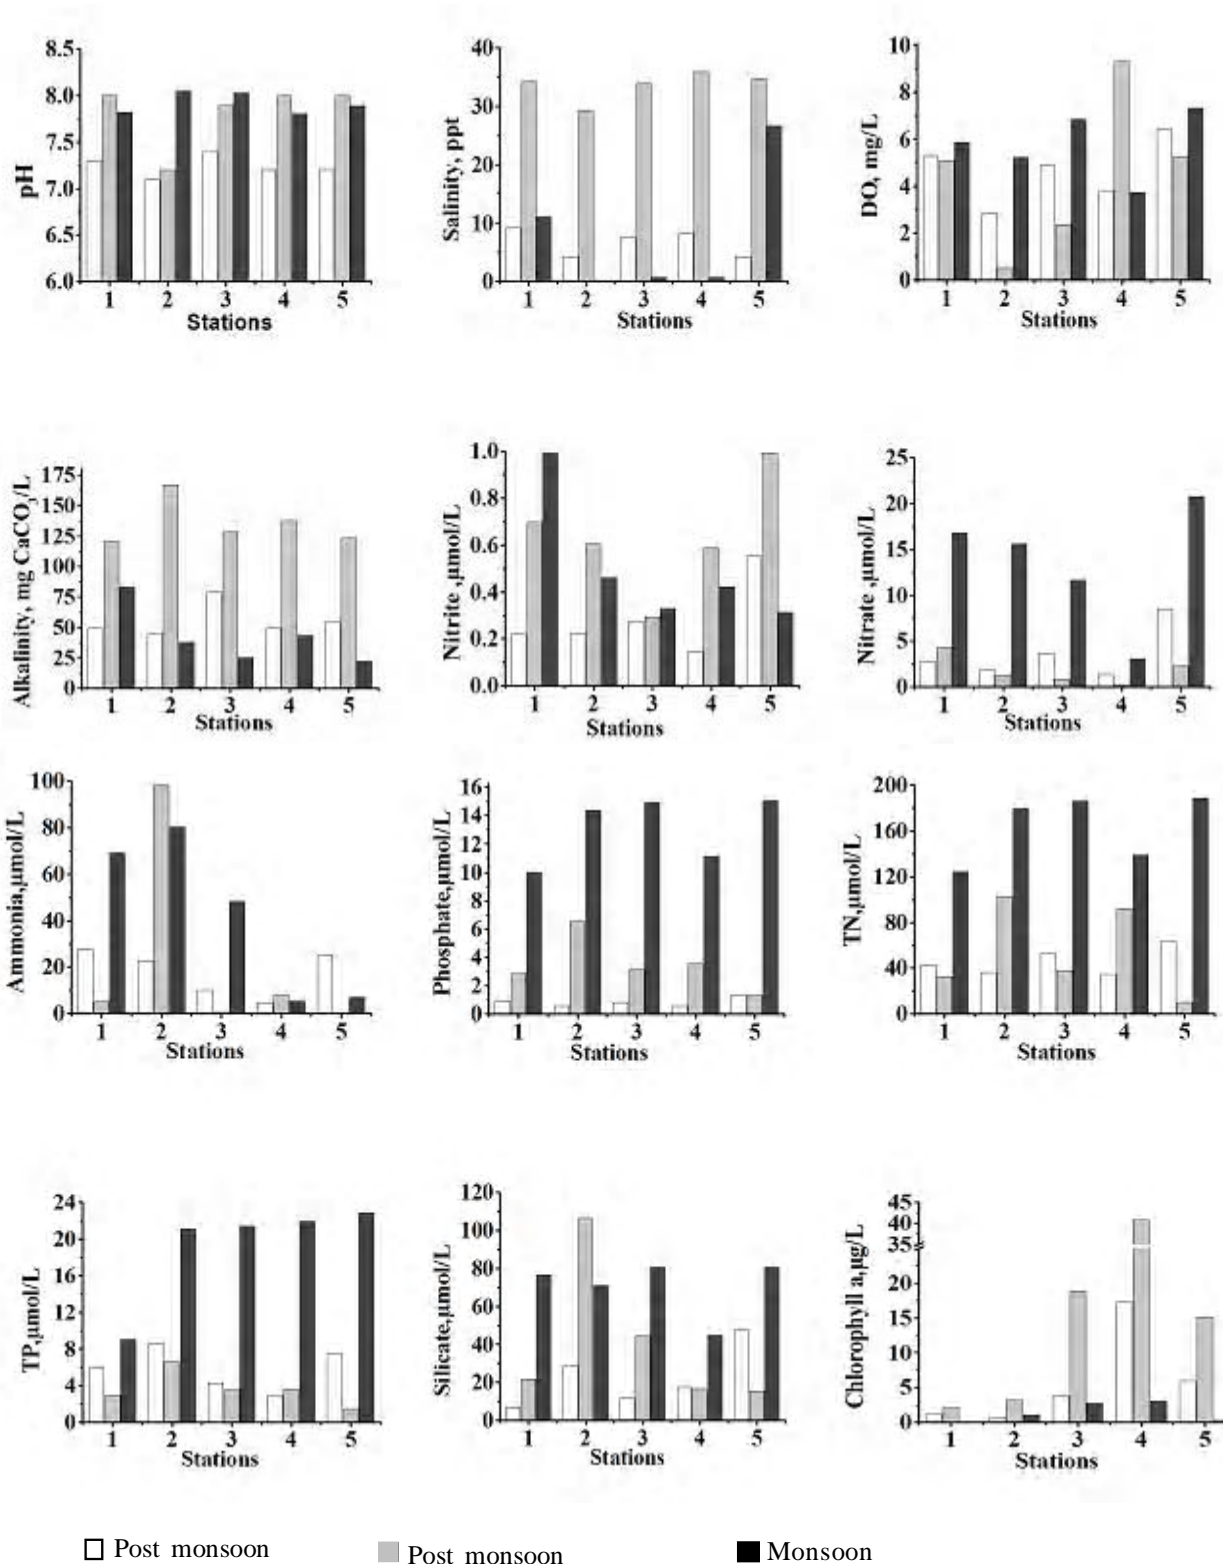 8.5
8.0
7.5
7.0
6.5
6.0
pH
1 2 3 4 5
Stations
40
30
20
10
0
Salinity, ppt
1 2 3 4 5
Stations
10
8
6
4
2
0
DO, mg/L
1 2 3 4 5
Stations
175
150
125
100
75
50
25
0
Alkalinity, mg CaCO3/L
1 2 3 4 5
Stations
1.0
0.8
0.6
0.4
0.2
0.0
Nitrite ,µmol/L
1 2 3 4 5
Stations
25
20
15
10
5
0
Nitrate ,µmol/L
1 2 3 4 5
Stations
100
80
60
40
20
0
Ammonia,µmol/L
1 2 3 4 5
Stations
16
14
12
10
8
6
4
2
0
Phosphate,µmol/L
1 2 3 4 5
Stations
200
160
120
80
40
0
TN,µmol/L
1 2 3 4 5
Stations
24
20
16
12
8
4
0
TP,µmol/L
1 2 3 4 5
Stations
120
100
80
60
40
20
0
Silicate,µmol/L
1 2 3 4 5
Stations
45
40
35
20
15
10
5
0
Chlorophyll a,µg/L
1 2 3 4 5
Stations
Post monsoon Post monsoon Monsoon